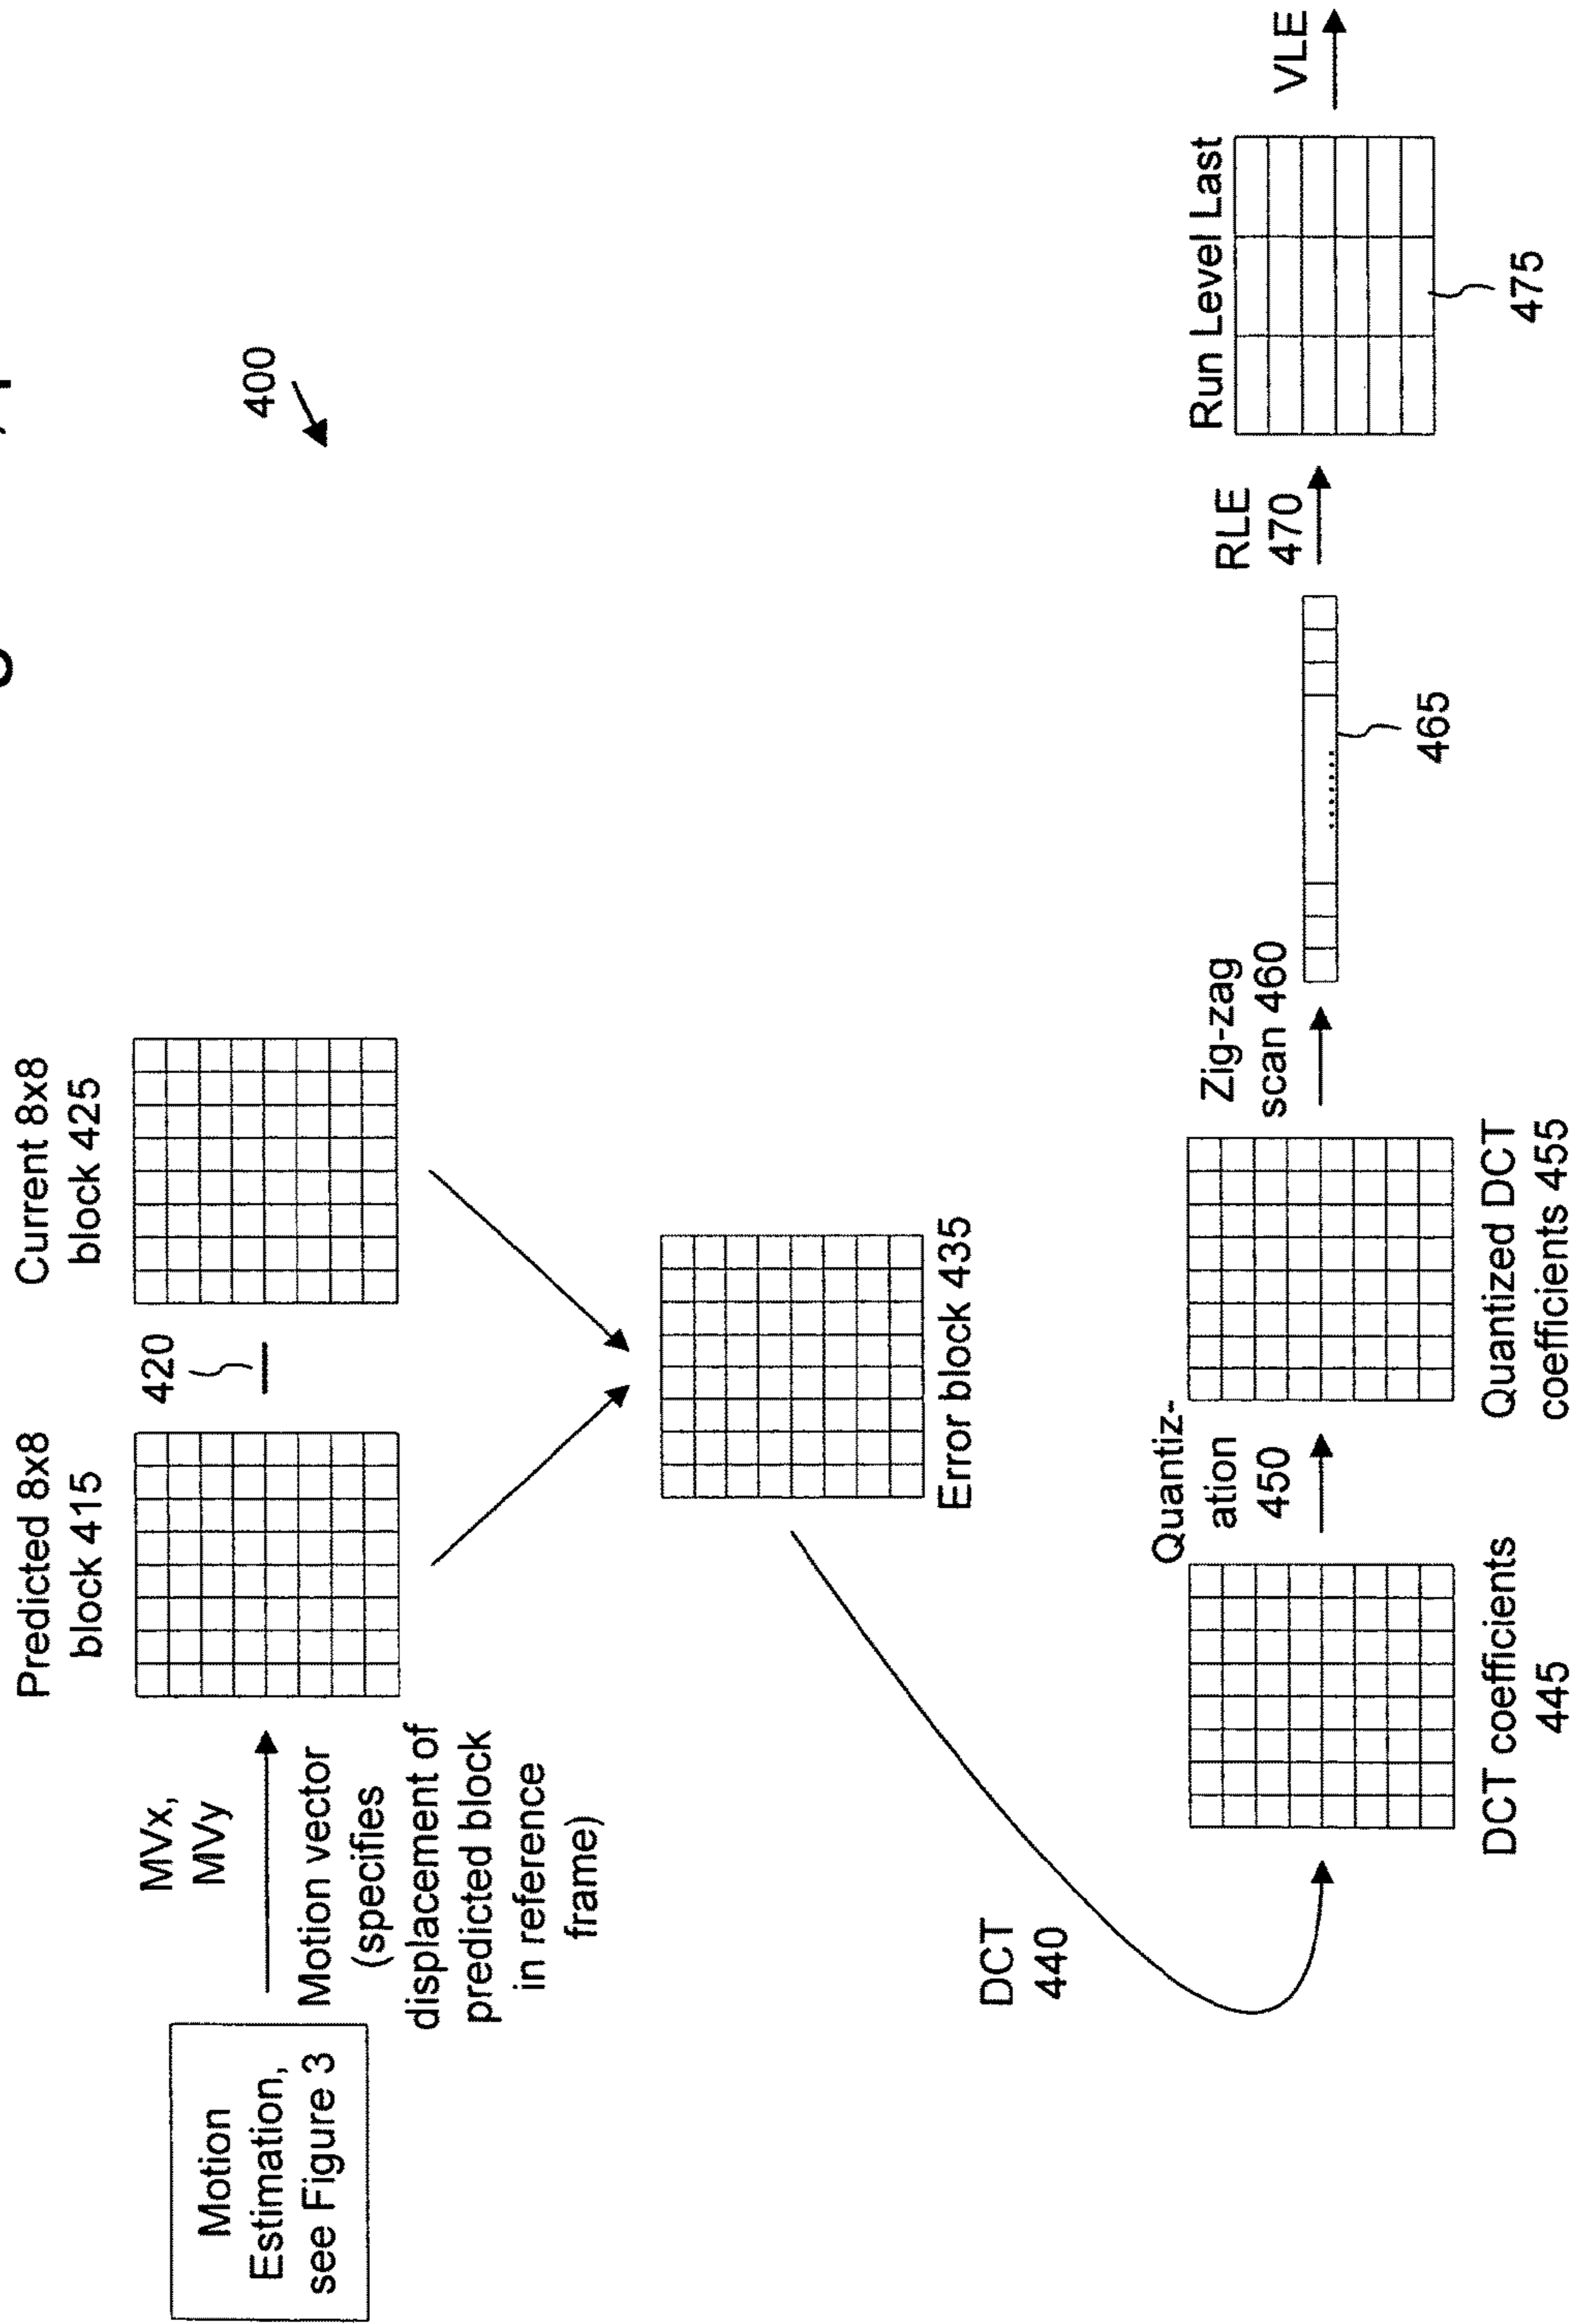 400
Motion
Estimation,
see Figure 3
MVx,
MVy
Motion vector
(specifies
displacement of
predicted block
in reference
frame)
Predicted 8x8
block 415
420
Current 8x8
block 425
Error block 435
DCT
440
DCT coefficients
445
Quantiz-
ation
450
Quantized DCT
coefficients 455
Zig-zag
scan 460
465
RLE
470
Run Level Last
475
VLE